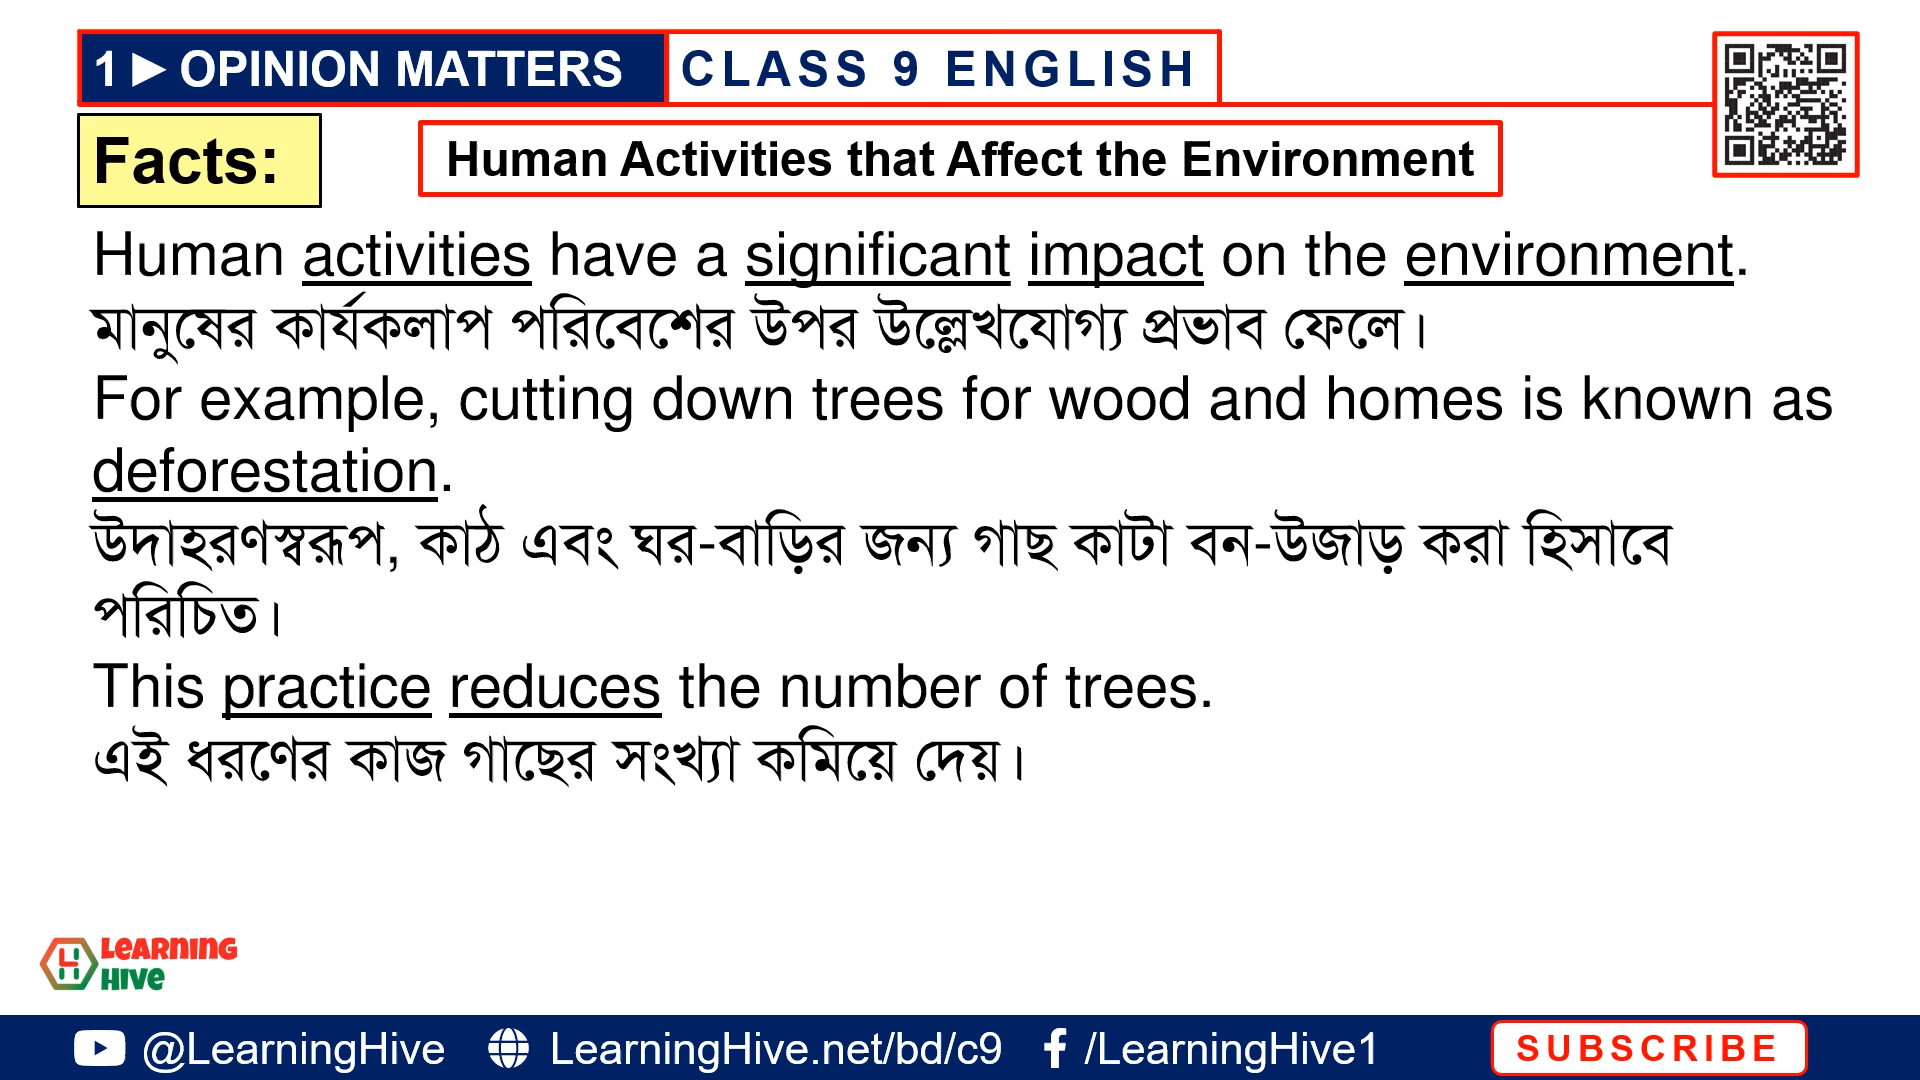 1 ▶ OPINION MATTERS CLASS 9 ENGLISH
Facts: Human Activities that Affect the Environment
Human activities have a significant impact on the environment.
মানুষের কার্যকলাপ পরিবেশের উপর উল্লেখযোগ্য প্রভাব ফেলে।
For example, cutting down trees for wood and homes is known as
deforestation.
উদাহরণস্বরূপ, কাঠ এবং ঘর-বাড়ির জন্য গাছ কাটা বন-উজাড় করা হিসাবে
পরিচিত।
This practice reduces the number of trees.
এই ধরণের কাজ গাছের সংখ্যা কমিয়ে দেয়।
LEARNING
HIVE
@LearningHive LearningHive.net/bd/c9 /LearningHive1 SUBSCRIBE